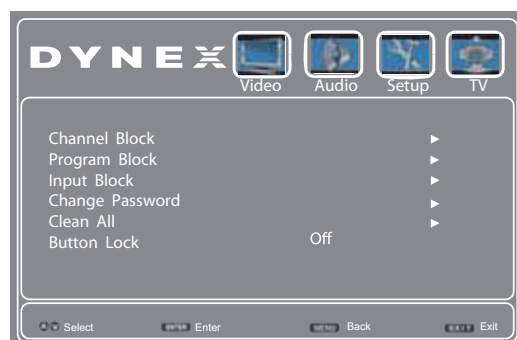 DYNEX
Video Audio Setup TV
Channel Block ►
Program Block ►
Input Block ►
Change Password ►
Clean All ►
Button Lock Off
Select ENTER Enter MENU Back EXIT Exit